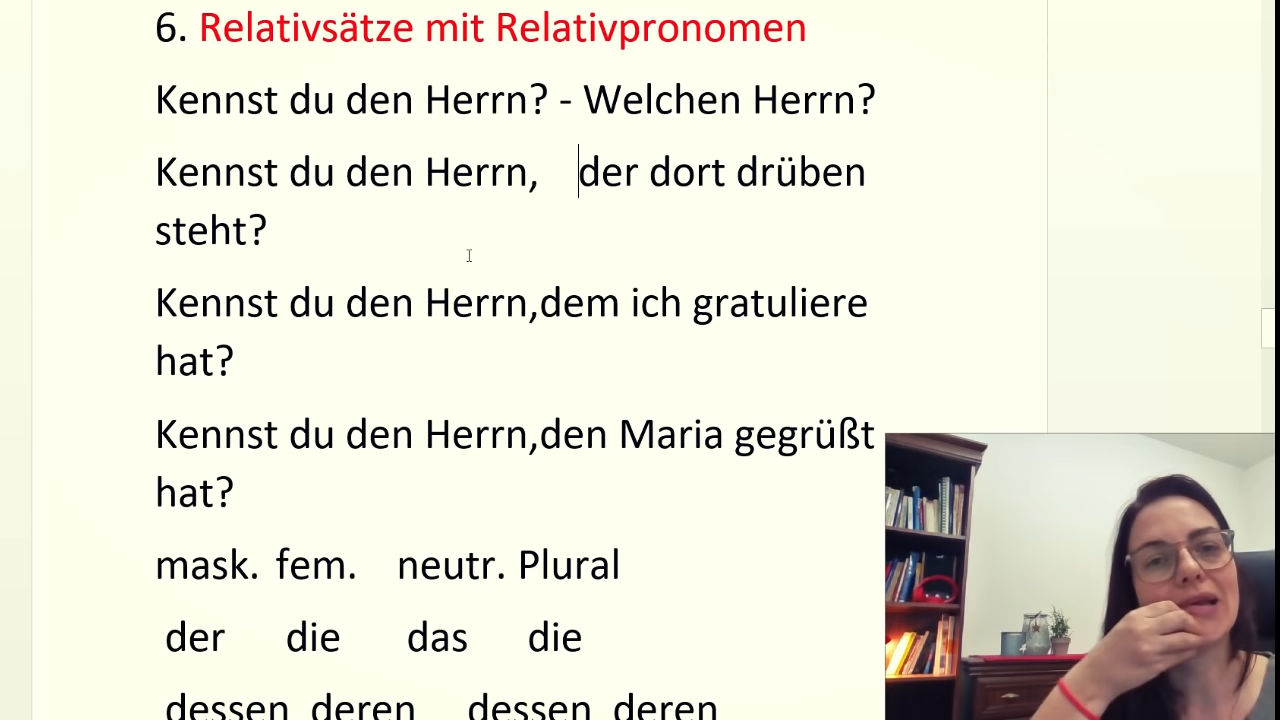 6. Relativsätze mit Relativpronomen
Kennst du den Herrn? - Welchen Herrn?
Kennst du den Herrn, der dort drüben
steht?
Kennst du den Herrn,dem ich gratuliere
hat?
Kennst du den Herrn,den Maria gegrüßt
hat?
mask. fem. neutr. Plural
der die das die
dessen deren dessen deren